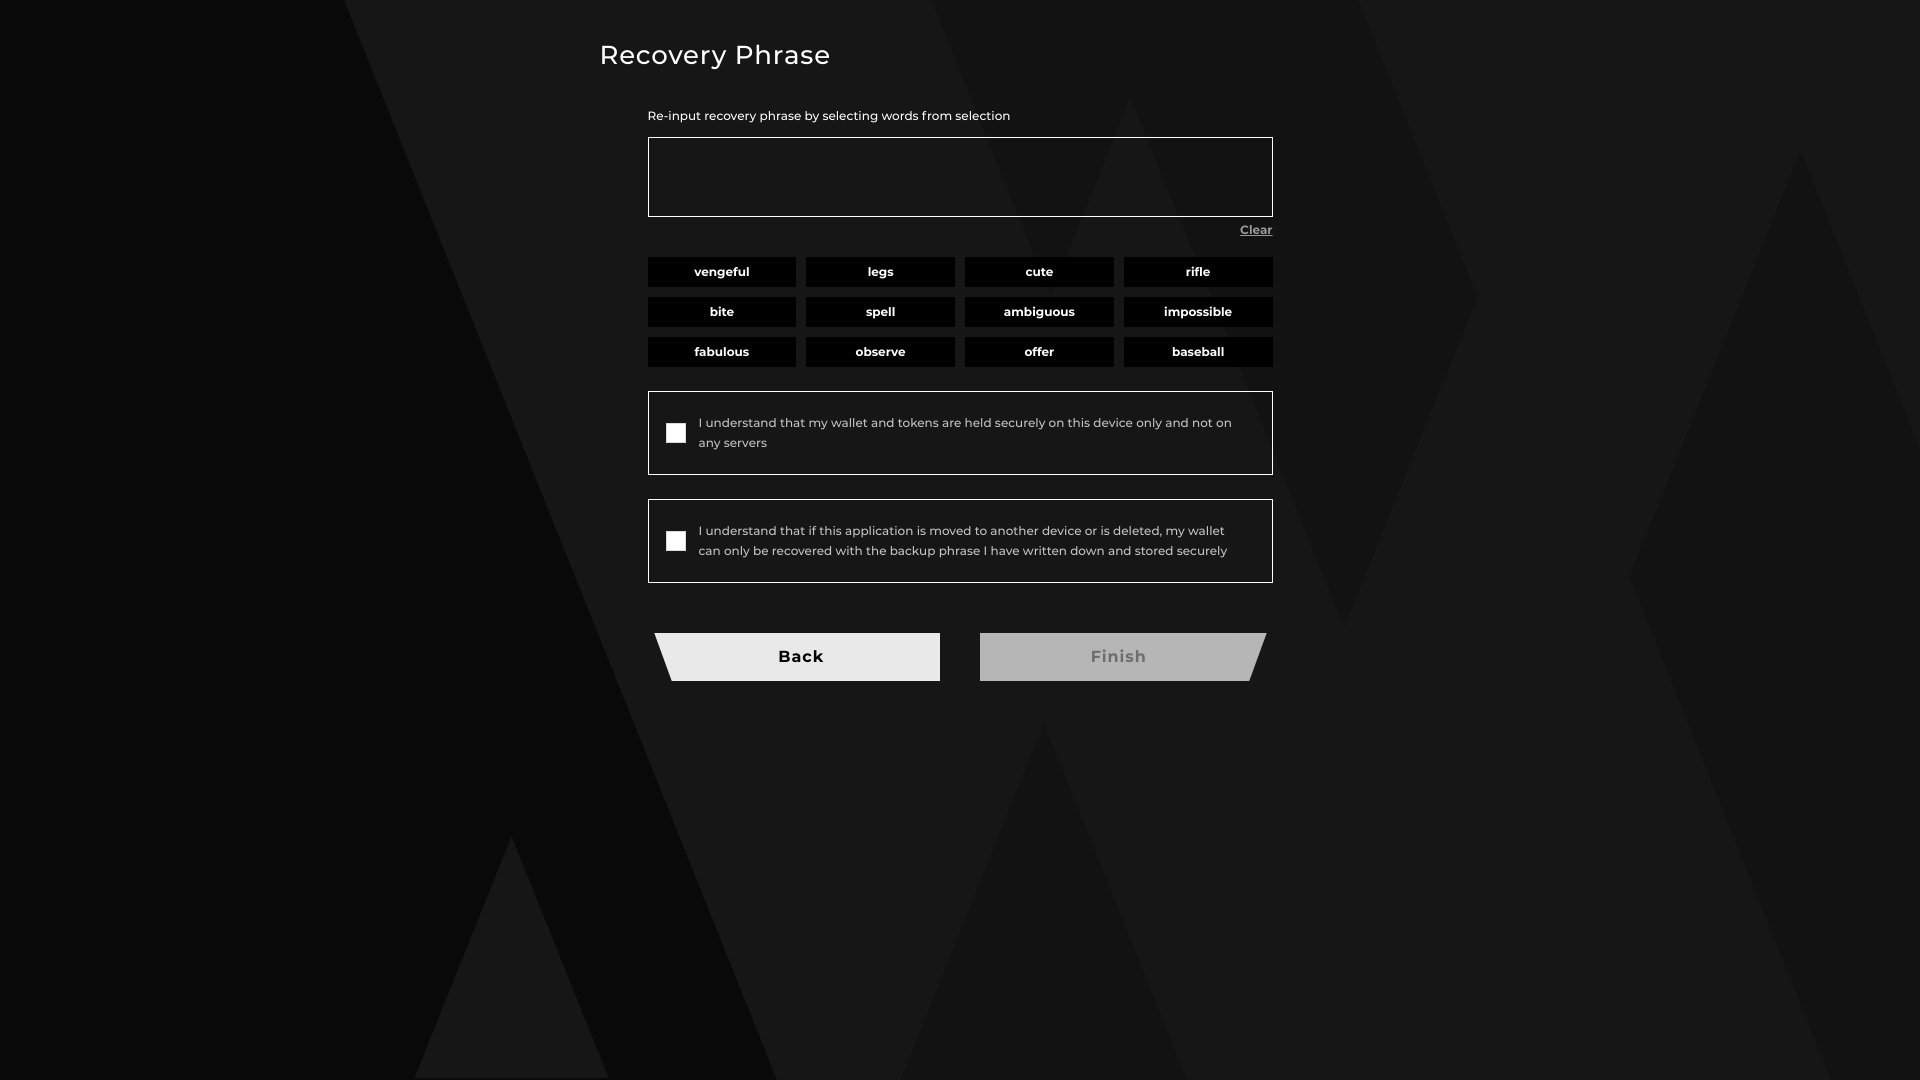 Recovery Phrase
Re-input recovery phrase by selecting words from selection
Clear
vengeful legs cute rifle
bite spell ambiguous impossible
fabulous observe offer baseball
I understand that my wallet and tokens are held securely on this device only and not on
any servers
I understand that if this application is moved to another device or is deleted, my wallet
can only be recovered with the backup phrase I have written down and stored securely
Back Finish